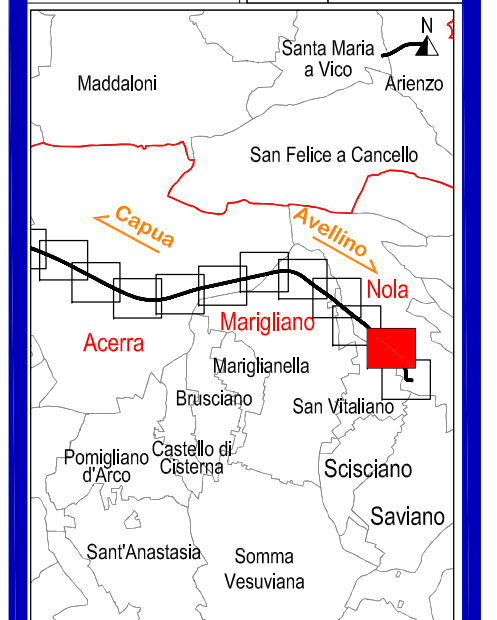 N
Santa Maria
a Vico
Maddaloni
Arienzo
San Felice a Cancello
Capua
Avellino
Nola
Marigliano
Acerra
Mariglianella
Brusciano
San Vitaliano
Castello di
Cisterna
Pomigliano
d'Arco
Scisciano
Saviano
Sant'Anastasia
Somma
Vesuviana